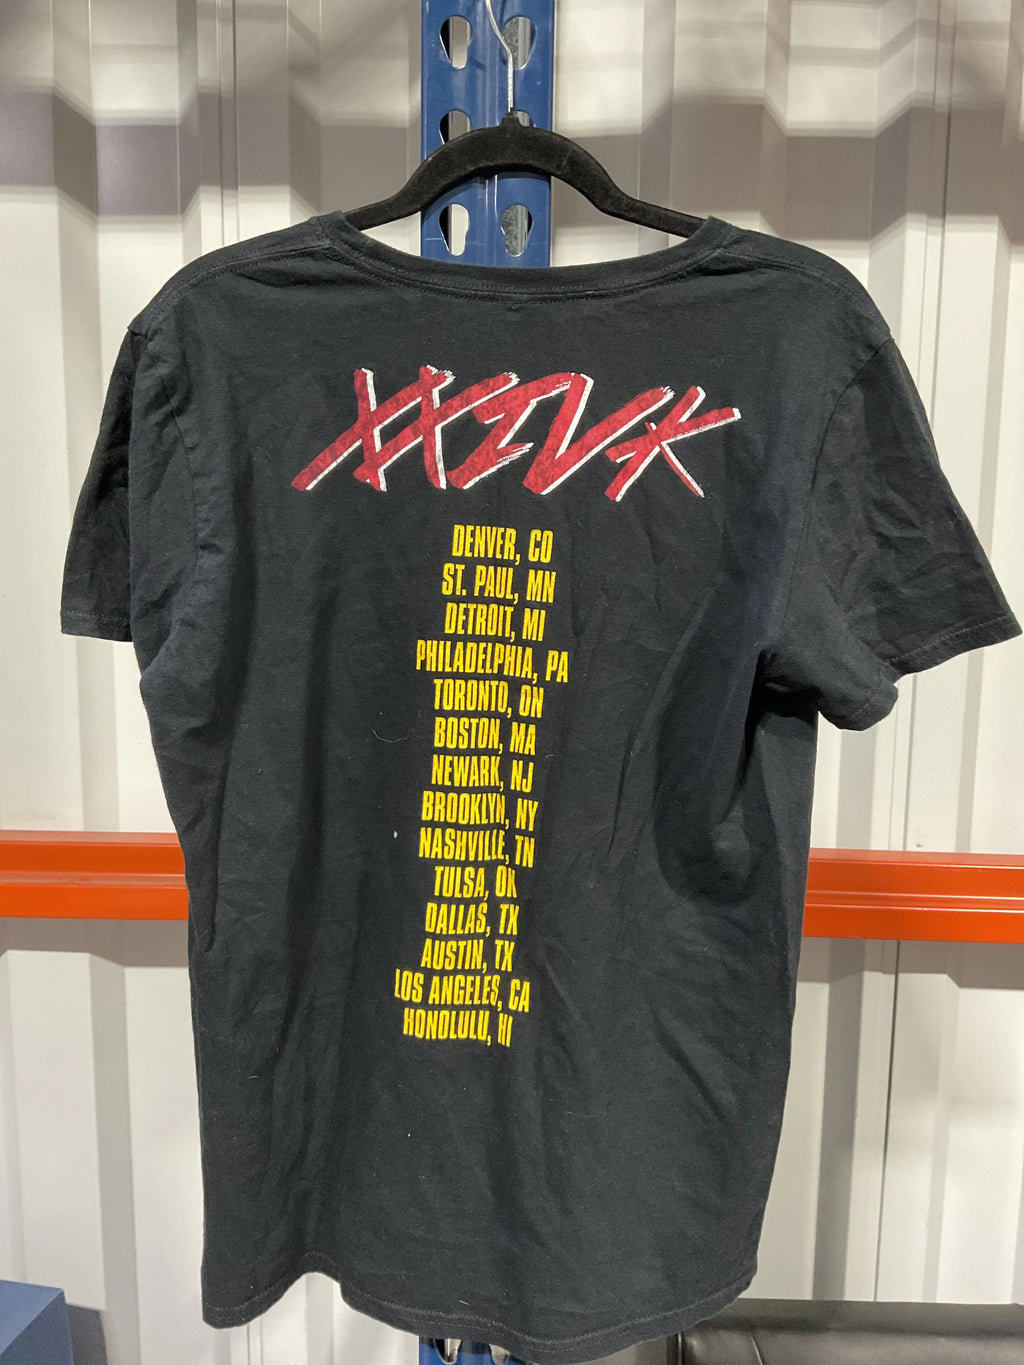 XXIVK
DENVER, CO
ST. PAUL, MN
DETROIT, MI
PHILADELPHIA, PA
TORONTO, ON
BOSTON, MA
NEWARK, NJ
BROOKLYN, NY
NASHVILLE, TN
TULSA, OK
DALLAS, TX
AUSTIN, TX
LOS ANGELES, CA
HONOLULU, HI